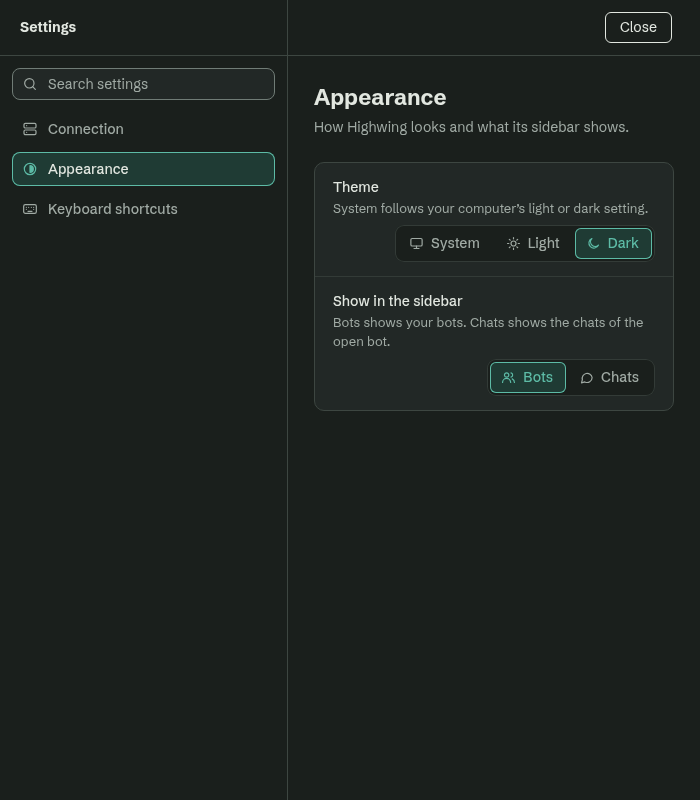 Settings
Close
Search settings
Connection
Appearance
Keyboard shortcuts
Appearance
How Highwing looks and what its sidebar shows.
Theme
System follows your computer's light or dark setting.
System
Light
Dark
Show in the sidebar
Bots shows your bots. Chats shows the chats of the
open bot.
Bots
Chats